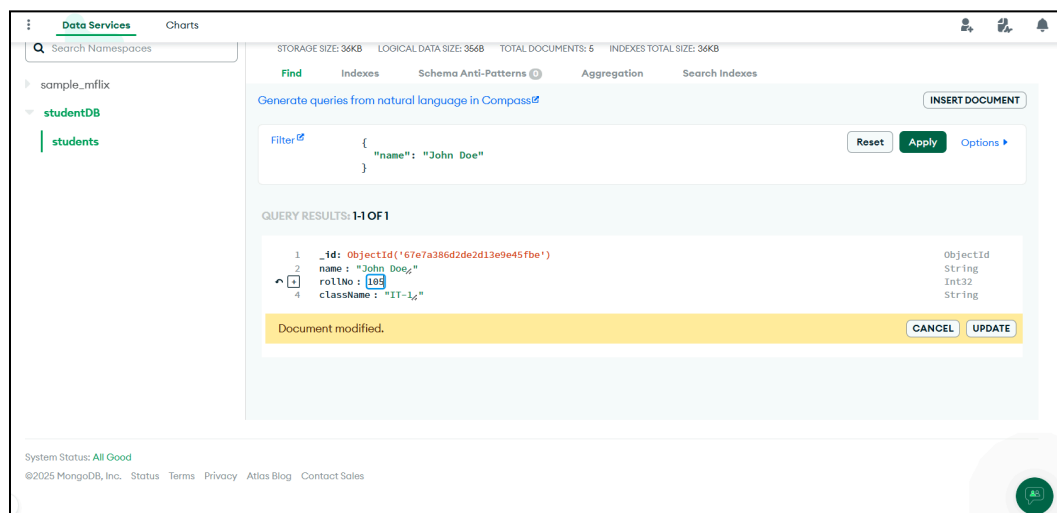 Data Services Charts
Search Namespaces
STORAGE SIZE: 36KB LOGICAL DATA SIZE: 356B TOTAL DOCUMENTS: 5 INDEXES TOTAL SIZE: 36KB
Find Indexes Schema Anti-Patterns 0 Aggregation Search Indexes
sample_mflix
Generate queries from natural language in Compass
INSERT DOCUMENT
studentDB
students
Filter
{
"name": "John Doe"
}
Reset Apply Options
QUERY RESULTS: 1-1 OF 1
1 _id: ObjectId('67e7a386d2de2d13e9e45fbe') ObjectId
2 name : "John Doe" String
+ rollNo : 105 Int32
4 className : "IT-1" String
Document modified. CANCEL UPDATE
System Status: All Good
©2025 MongoDB, Inc. Status Terms Privacy Atlas Blog Contact Sales